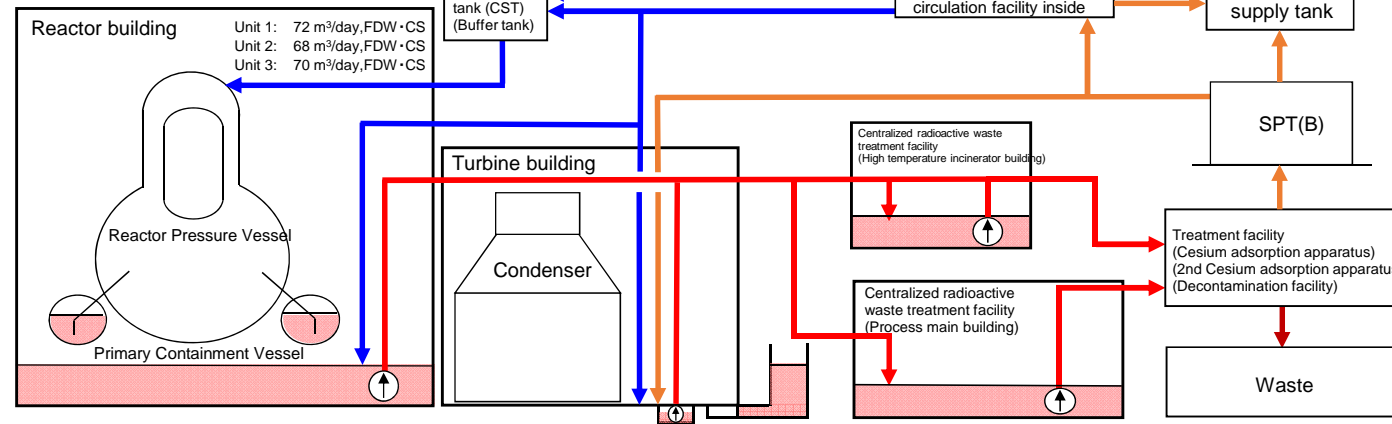 Reactor building
Unit 1: 72 m³/day,FDW・CS
Unit 2: 68 m³/day,FDW・CS
Unit 3: 70 m³/day,FDW・CS
tank (CST)
(Buffer tank)
circulation facility inside
supply tank
SPT(B)
Centralized radioactive waste
treatment facility
(High temperature incinerator building)
Turbine building
Condenser
Reactor Pressure Vessel
Primary Containment Vessel
Centralized radioactive
waste treatment facility
(Process main building)
Treatment facility
(Cesium adsorption apparatus)
(2nd Cesium adsorption apparatu
(Decontamination facility)
Waste